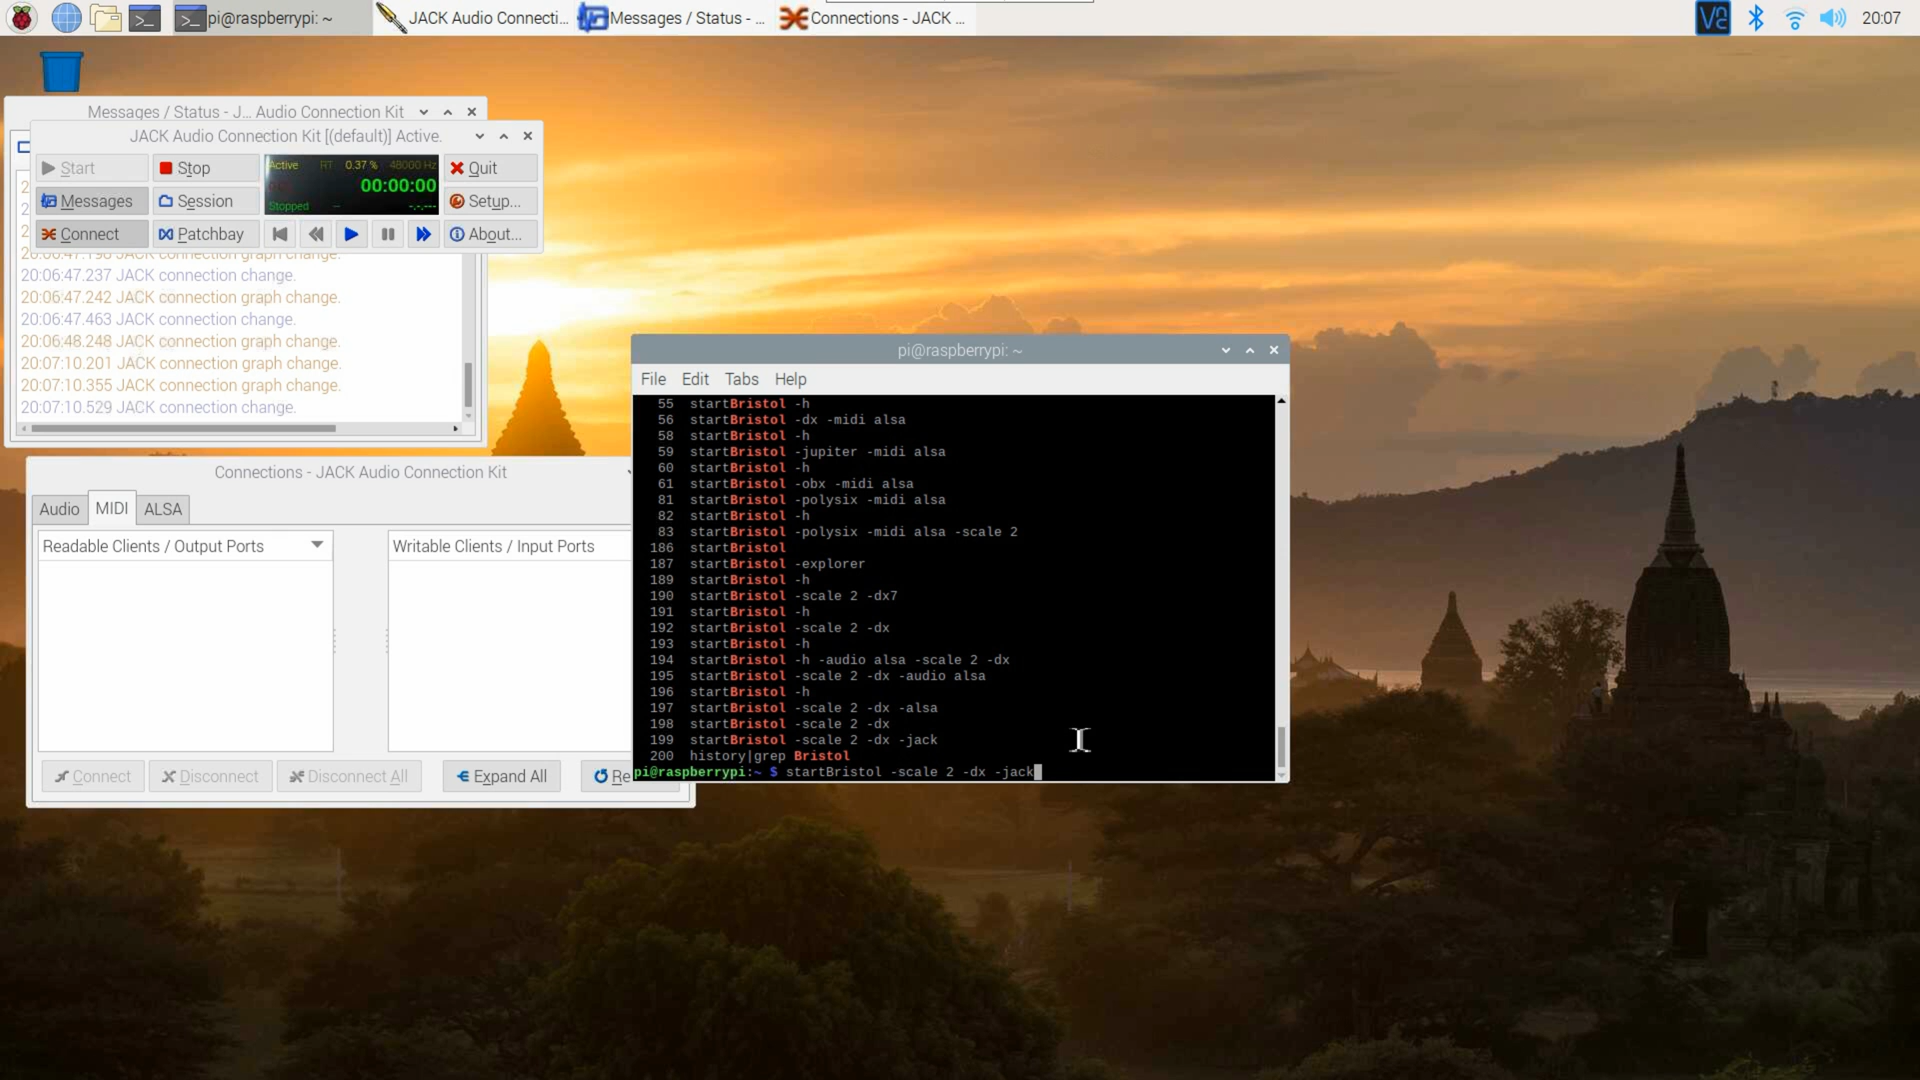 pi@raspberrypi: ~
JACK Audio Connecti...
Messages / Status - ...
Connections - JACK ...
20:07
Messages / Status - J... Audio Connection Kit
JACK Audio Connection Kit [(default)] Active.
Start
Stop
Active RT 0.37 % 48000 Hz
00:00:00
Stopped -- -.-.---
Quit
Messages
Session
Setup...
Connect
Patchbay
About...
20:06:47.237 JACK connection change.
20:06:47.242 JACK connection graph change.
20:06:47.463 JACK connection change.
20:06:48.248 JACK connection graph change.
20:07:10.201 JACK connection graph change.
20:07:10.355 JACK connection graph change.
20:07:10.529 JACK connection change.
Connections - JACK Audio Connection Kit
Audio MIDI ALSA
Readable Clients / Output Ports
Writable Clients / Input Ports
Connect
Disconnect
Disconnect All
Expand All
Re
pi@raspberrypi: ~
File Edit Tabs Help
55 startBristol -h
56 startBristol -dx -midi alsa
58 startBristol -h
59 startBristol -jupiter -midi alsa
60 startBristol -h
61 startBristol -obx -midi alsa
81 startBristol -polysix -midi alsa
82 startBristol -h
83 startBristol -polysix -midi alsa -scale 2
186 startBristol
187 startBristol -explorer
189 startBristol -h
190 startBristol -scale 2 -dx7
191 startBristol -h
192 startBristol -scale 2 -dx
193 startBristol -h
194 startBristol -h -audio alsa -scale 2 -dx
195 startBristol -scale 2 -dx -audio alsa
196 startBristol -h
197 startBristol -scale 2 -dx -alsa
198 startBristol -scale 2 -dx
199 startBristol -scale 2 -dx -jack
200 history|grep Bristol
pi@raspberrypi:~ $ startBristol -scale 2 -dx -jack